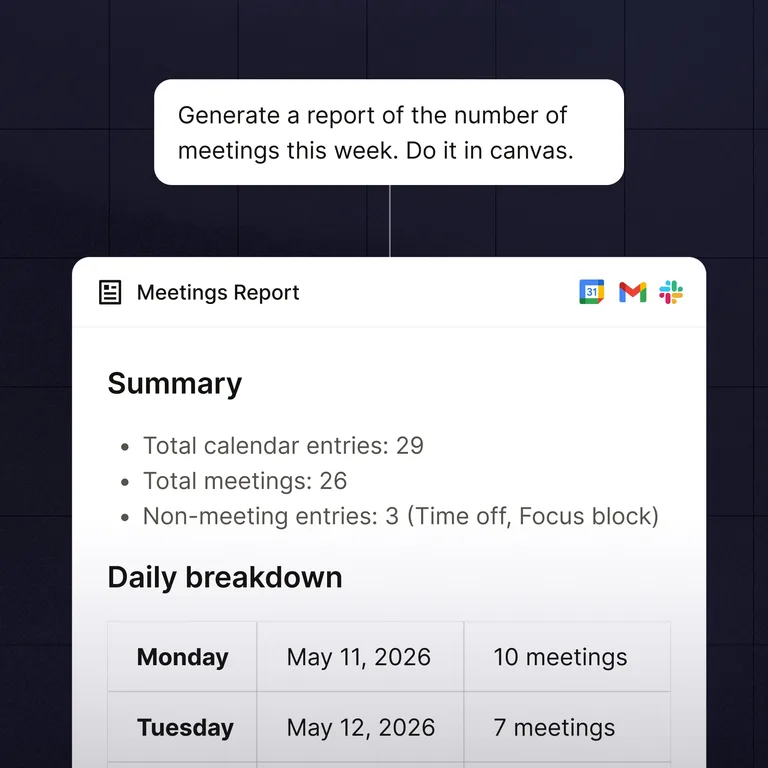 Generate a report of the number of
meetings this week. Do it in canvas.
Meetings Report
31
Summary
• Total calendar entries: 29
• Total meetings: 26
• Non-meeting entries: 3 (Time off, Focus block)
Daily breakdown
Monday May 11, 2026 10 meetings
Tuesday May 12, 2026 7 meetings